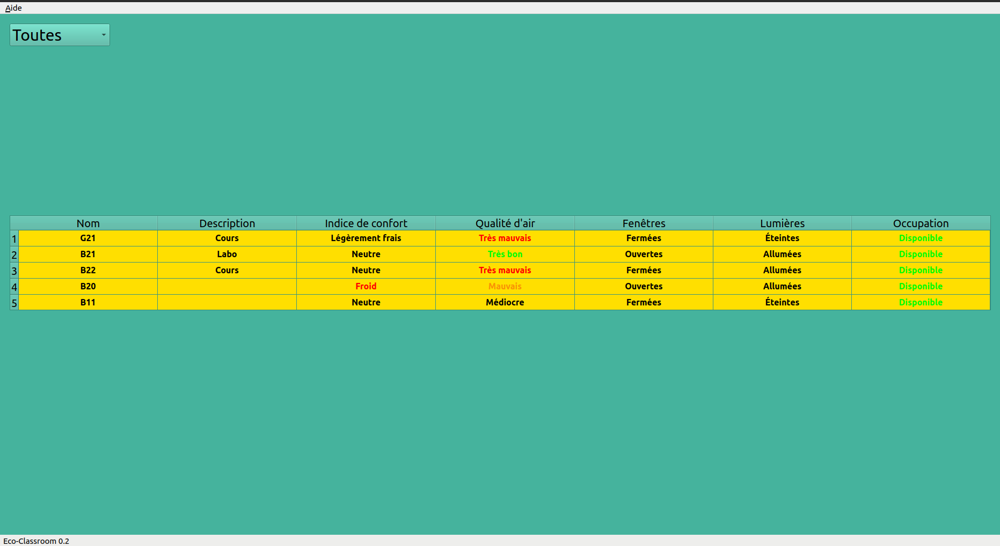 Aide
Toutes
Nom Description Indice de confort Qualité d'air Fenêtres Lumières Occupation
1 G21 Cours Légèrement frais Très mauvais Fermées Éteintes Disponible
2 B21 Labo Neutre Très bon Ouvertes Allumées Disponible
3 B22 Cours Neutre Très mauvais Fermées Allumées Disponible
4 B20 Froid Mauvais Ouvertes Allumées Disponible
5 B11 Neutre Médiocre Fermées Éteintes Disponible
Eco-Classroom 0.2